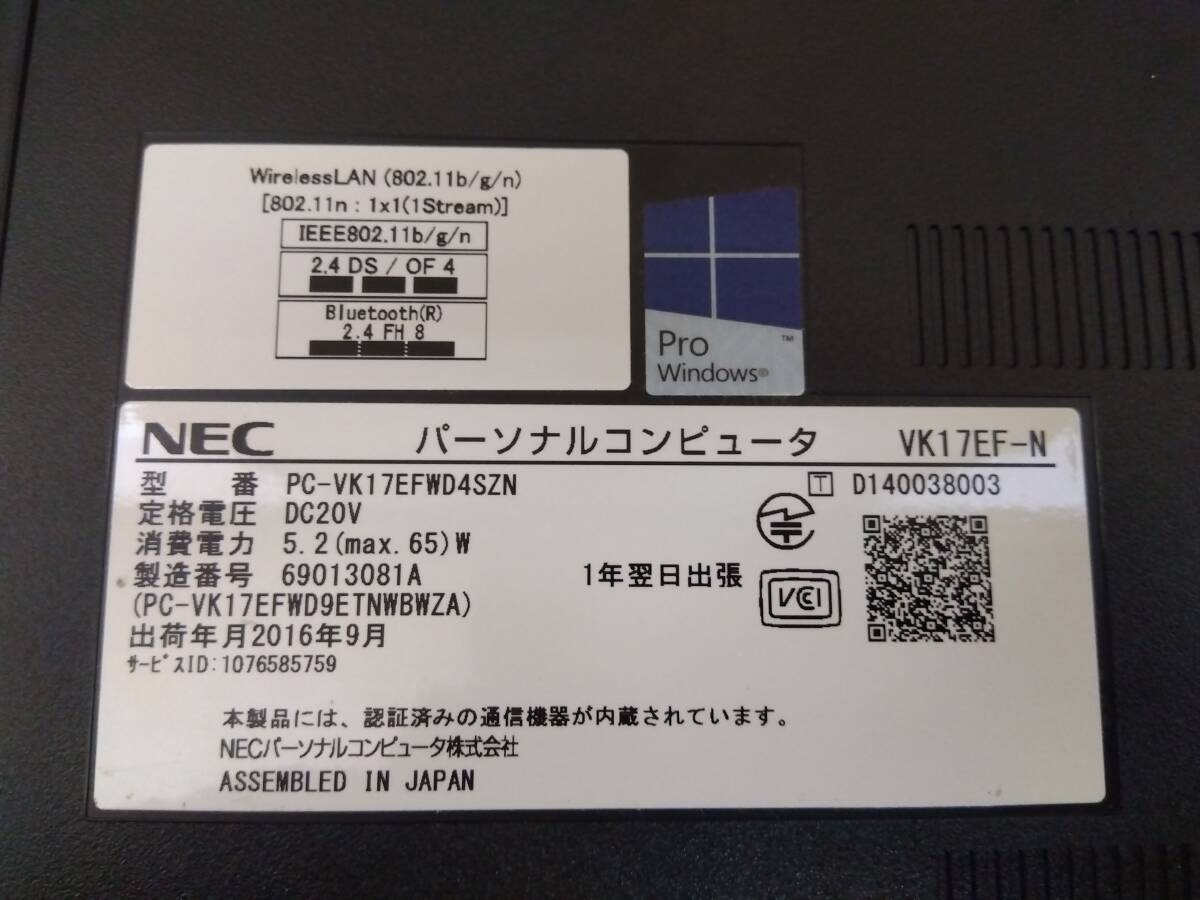 WirelessLAN (802.11b/g/n)
[802.11n : 1x1(1Stream)]
IEEE802.11b/g/n
2.4 DS / OF 4
Bluetooth(R)
2.4 FH 8
Pro ™
Windows®
NEC パーソナルコンピュータ VK17EF-N
型 番 PC-VK17EFWD4SZN
T D140038003
定格電圧 DC20V
消費電力 5.2(max.65)W
製造番号 69013081A
1年翌日出張
VCCI
(PC-VK17EFWD9ETNWBWZA)
出荷年月2016年9月
ｻｰﾋﾞｽID:1076585759
本製品には、認証済みの通信機器が内蔵されています。
NECパーソナルコンピュータ株式会社
ASSEMBLED IN JAPAN